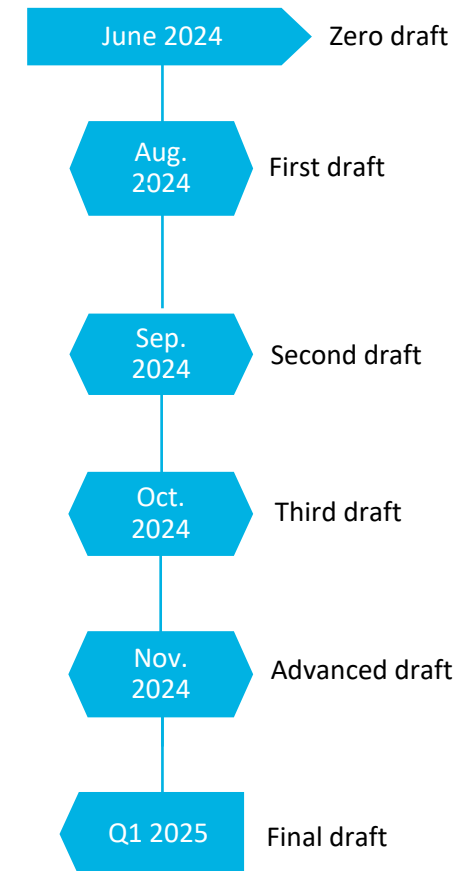 June 2024
Zero draft
Aug.
2024
First draft
Sep.
2024
Second draft
Oct.
2024
Third draft
Nov.
2024
Advanced draft
Q1 2025
Final draft